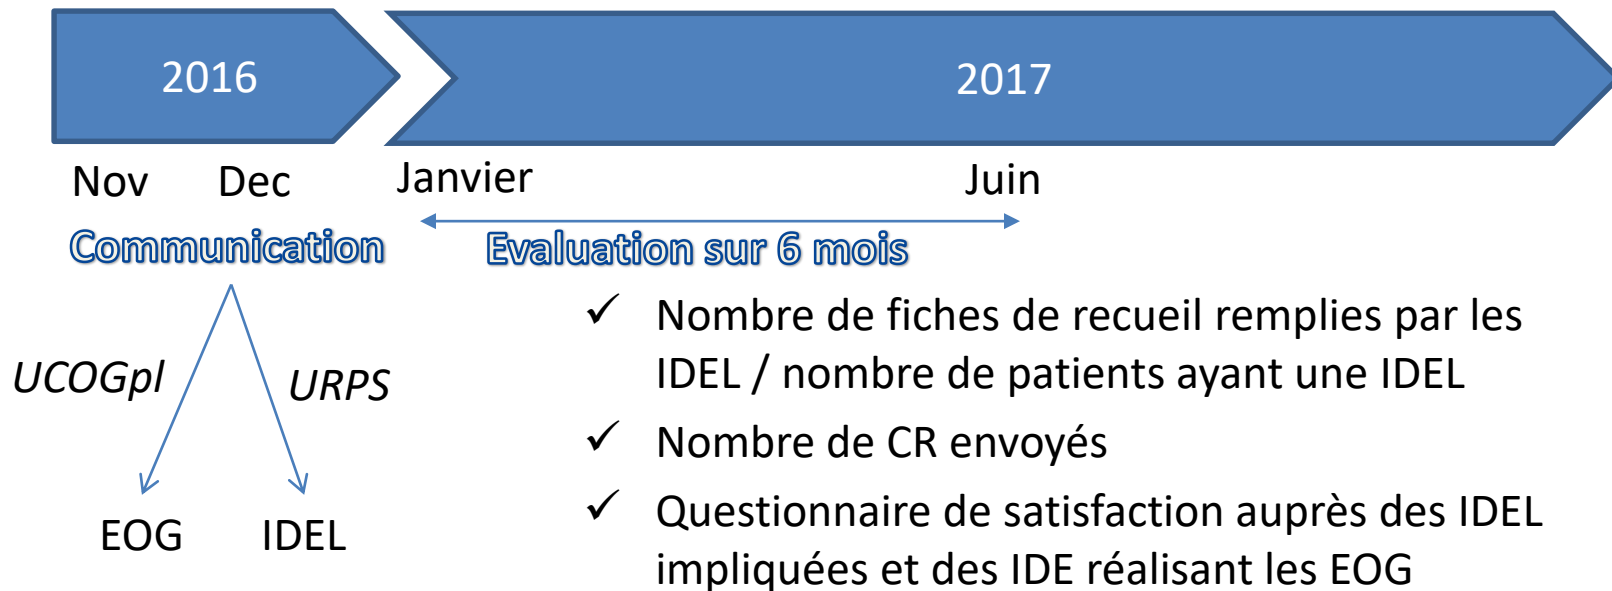 2016
2017
Nov
Dec
Janvier
Juin
Communication
Evaluation sur 6 mois
UCOGpl
URPS
EOG
IDEL
✓ Nombre de fiches de recueil remplies par les
IDEL / nombre de patients ayant une IDEL
✓ Nombre de CR envoyés
✓ Questionnaire de satisfaction auprès des IDEL
impliquées et des IDE réalisant les EOG